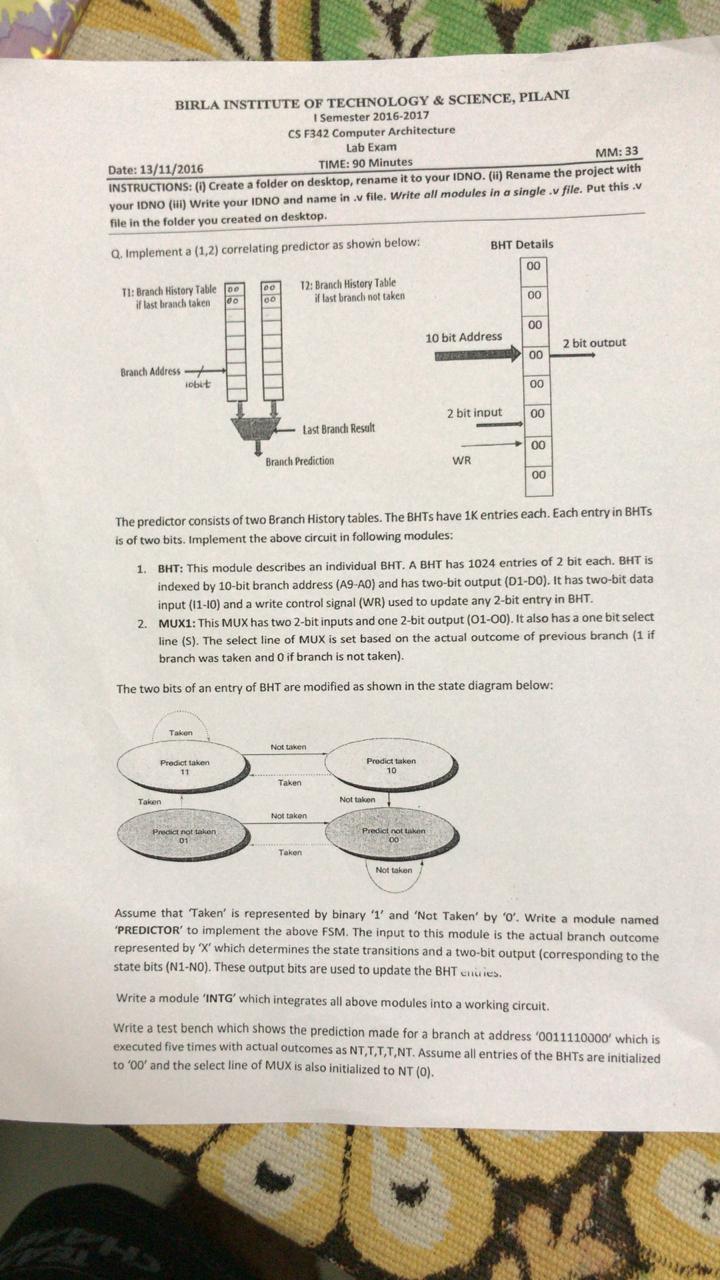 BIRLA INSTITUTE OF TECHNOLOGY & SCIENCE, PILANI
I Semester 2016-2017
CS F342 Computer Architecture
Lab Exam
Date: 13/11/2016 TIME: 90 Minutes MM: 33
INSTRUCTIONS: (i) Create a folder on desktop, rename it to your IDNO. (ii) Rename the project with
your IDNO (iii) Write your IDNO and name in .v file. Write all modules in a single .v file. Put this .v
file in the folder you created on desktop.
Q. Implement a (1,2) correlating predictor as shown below:
T1: Branch History Table
if last branch taken
00
00
00
00
T2: Branch History Table
if last branch not taken
Branch Address
10bit
Last Branch Result
Branch Prediction
BHT Details
00
00
00
00
00
00
00
00
10 bit Address
2 bit output
2 bit input
WR
The predictor consists of two Branch History tables. The BHTs have 1K entries each. Each entry in BHTs
is of two bits. Implement the above circuit in following modules:
1. BHT: This module describes an individual BHT. A BHT has 1024 entries of 2 bit each. BHT is
indexed by 10-bit branch address (A9-A0) and has two-bit output (D1-D0). It has two-bit data
input (I1-I0) and a write control signal (WR) used to update any 2-bit entry in BHT.
2. MUX1: This MUX has two 2-bit inputs and one 2-bit output (O1-O0). It also has a one bit select
line (S). The select line of MUX is set based on the actual outcome of previous branch (1 if
branch was taken and 0 if branch is not taken).
The two bits of an entry of BHT are modified as shown in the state diagram below:
Taken
Predict taken
11
Not taken
Taken
Predict taken
10
Taken
Not taken
Predict not taken
01
Not taken
Taken
Predict not taken
00
Not taken
Assume that 'Taken' is represented by binary '1' and 'Not Taken' by '0'. Write a module named
'PREDICTOR' to implement the above FSM. The input to this module is the actual branch outcome
represented by 'X' which determines the state transitions and a two-bit output (corresponding to the
state bits (N1-N0). These output bits are used to update the BHT entries.
Write a module 'INTG' which integrates all above modules into a working circuit.
Write a test bench which shows the prediction made for a branch at address '0011110000' which is
executed five times with actual outcomes as NT,T,T,T,NT. Assume all entries of the BHTs are initialized
to '00' and the select line of MUX is also initialized to NT (0).